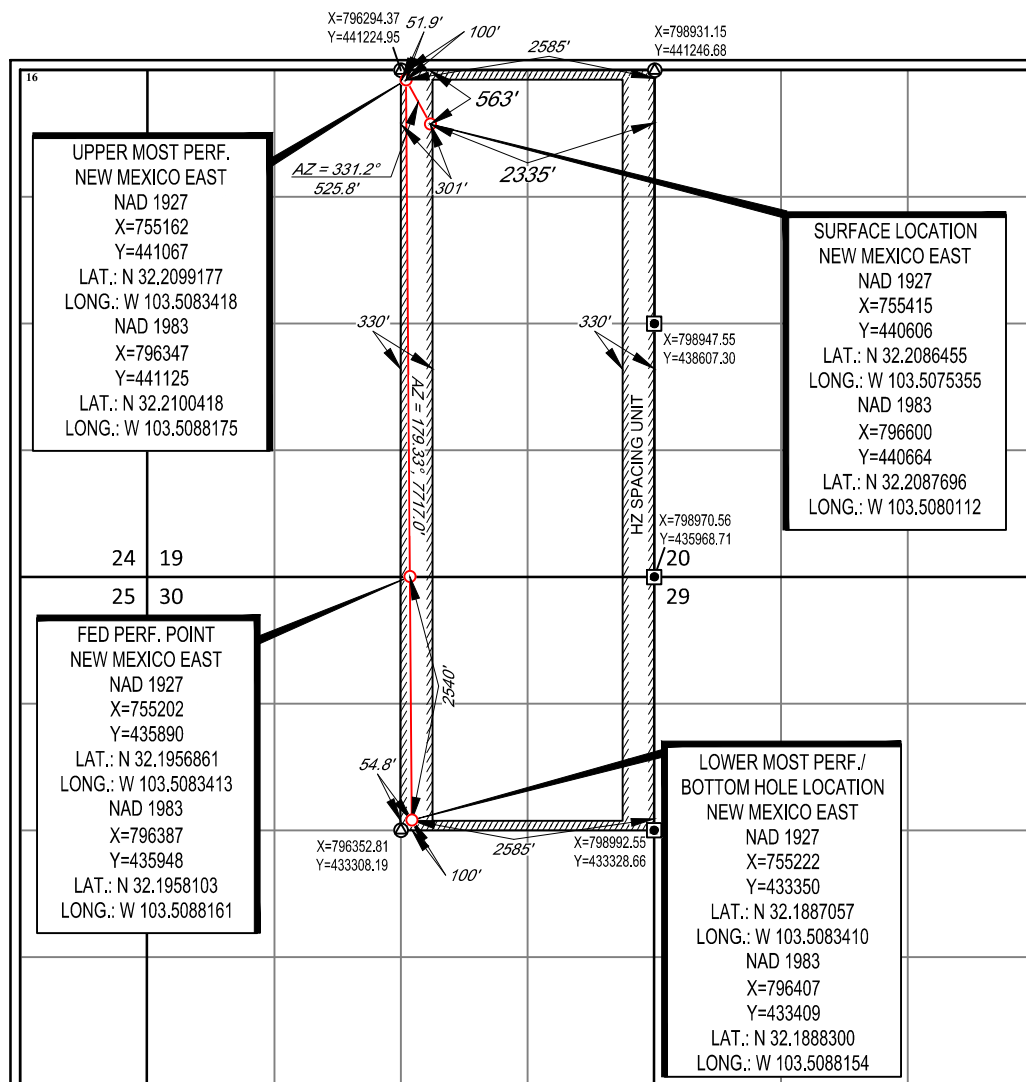 X=796294.37
Y=441224.95
51.9'
100'
2585'
X=798931.15
Y=441246.68
16
563'
2335'
AZ = 331.2°
525.8'
301'
UPPER MOST PERF.
NEW MEXICO EAST
NAD 1927
X=755162
Y=441067
LAT.: N 32.2099177
LONG.: W 103.5083418
NAD 1983
X=796347
Y=441125
LAT.: N 32.2100418
LONG.: W 103.5088175
SURFACE LOCATION
NEW MEXICO EAST
NAD 1927
X=755415
Y=440606
LAT.: N 32.2086455
LONG.: W 103.5075355
NAD 1983
X=796600
Y=440664
LAT.: N 32.2087696
LONG.: W 103.5080112
330'
330'
X=798947.55
Y=438607.30
AZ = 179.33°, 7717.0'
HZ SPACING UNIT
X=798970.56
Y=435968.71
24
19
20
25
30
29
FED PERF. POINT
NEW MEXICO EAST
NAD 1927
X=755202
Y=435890
LAT.: N 32.1956861
LONG.: W 103.5083413
NAD 1983
X=796387
Y=435948
LAT.: N 32.1958103
LONG.: W 103.5088161
2540'
54.8'
X=796352.81
Y=433308.19
100'
2585'
X=798992.55
Y=433328.66
LOWER MOST PERF./
BOTTOM HOLE LOCATION
NEW MEXICO EAST
NAD 1927
X=755222
Y=433350
LAT.: N 32.1887057
LONG.: W 103.5083410
NAD 1983
X=796407
Y=433409
LAT.: N 32.1888300
LONG.: W 103.5088154